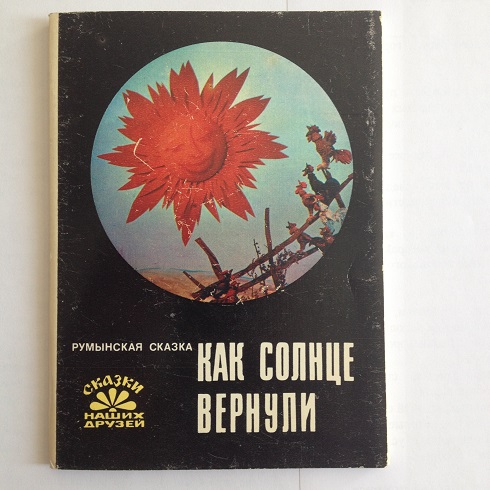 РУМЫНСКАЯ СКАЗКА
КАК СОЛНЦЕ
ВЕРНУЛИ
сказки
НАШИХ
ДРУЗЕЙ